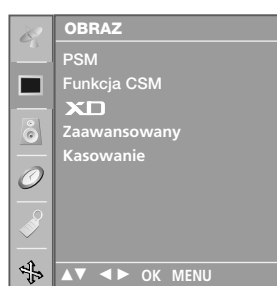 OBRAZ
PSM
Funkcja CSM
XD
Zaawansowany
Kasowanie
▲▼ ◄► OK MENU